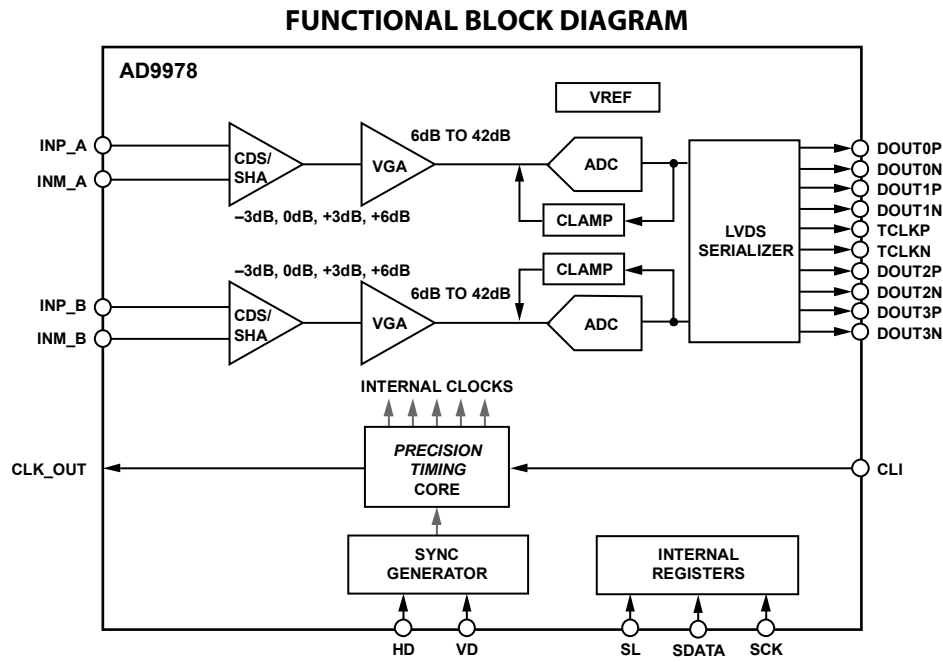 FUNCTIONAL BLOCK DIAGRAM
AD9978
VREF
INP_A
INM_A
CDS/
SHA
–3dB, 0dB, +3dB, +6dB
VGA
6dB TO 42dB
ADC
CLAMP
INP_B
INM_B
–3dB, 0dB, +3dB, +6dB
CDS/
SHA
VGA
6dB TO 42dB
CLAMP
ADC
LVDS
SERIALIZER
DOUT0P
DOUT0N
DOUT1P
DOUT1N
TCLKP
TCLKN
DOUT2P
DOUT2N
DOUT3P
DOUT3N
INTERNAL CLOCKS
PRECISION
TIMING
CORE
CLK_OUT
CLI
SYNC
GENERATOR
INTERNAL
REGISTERS
HD
VD
SL
SDATA
SCK